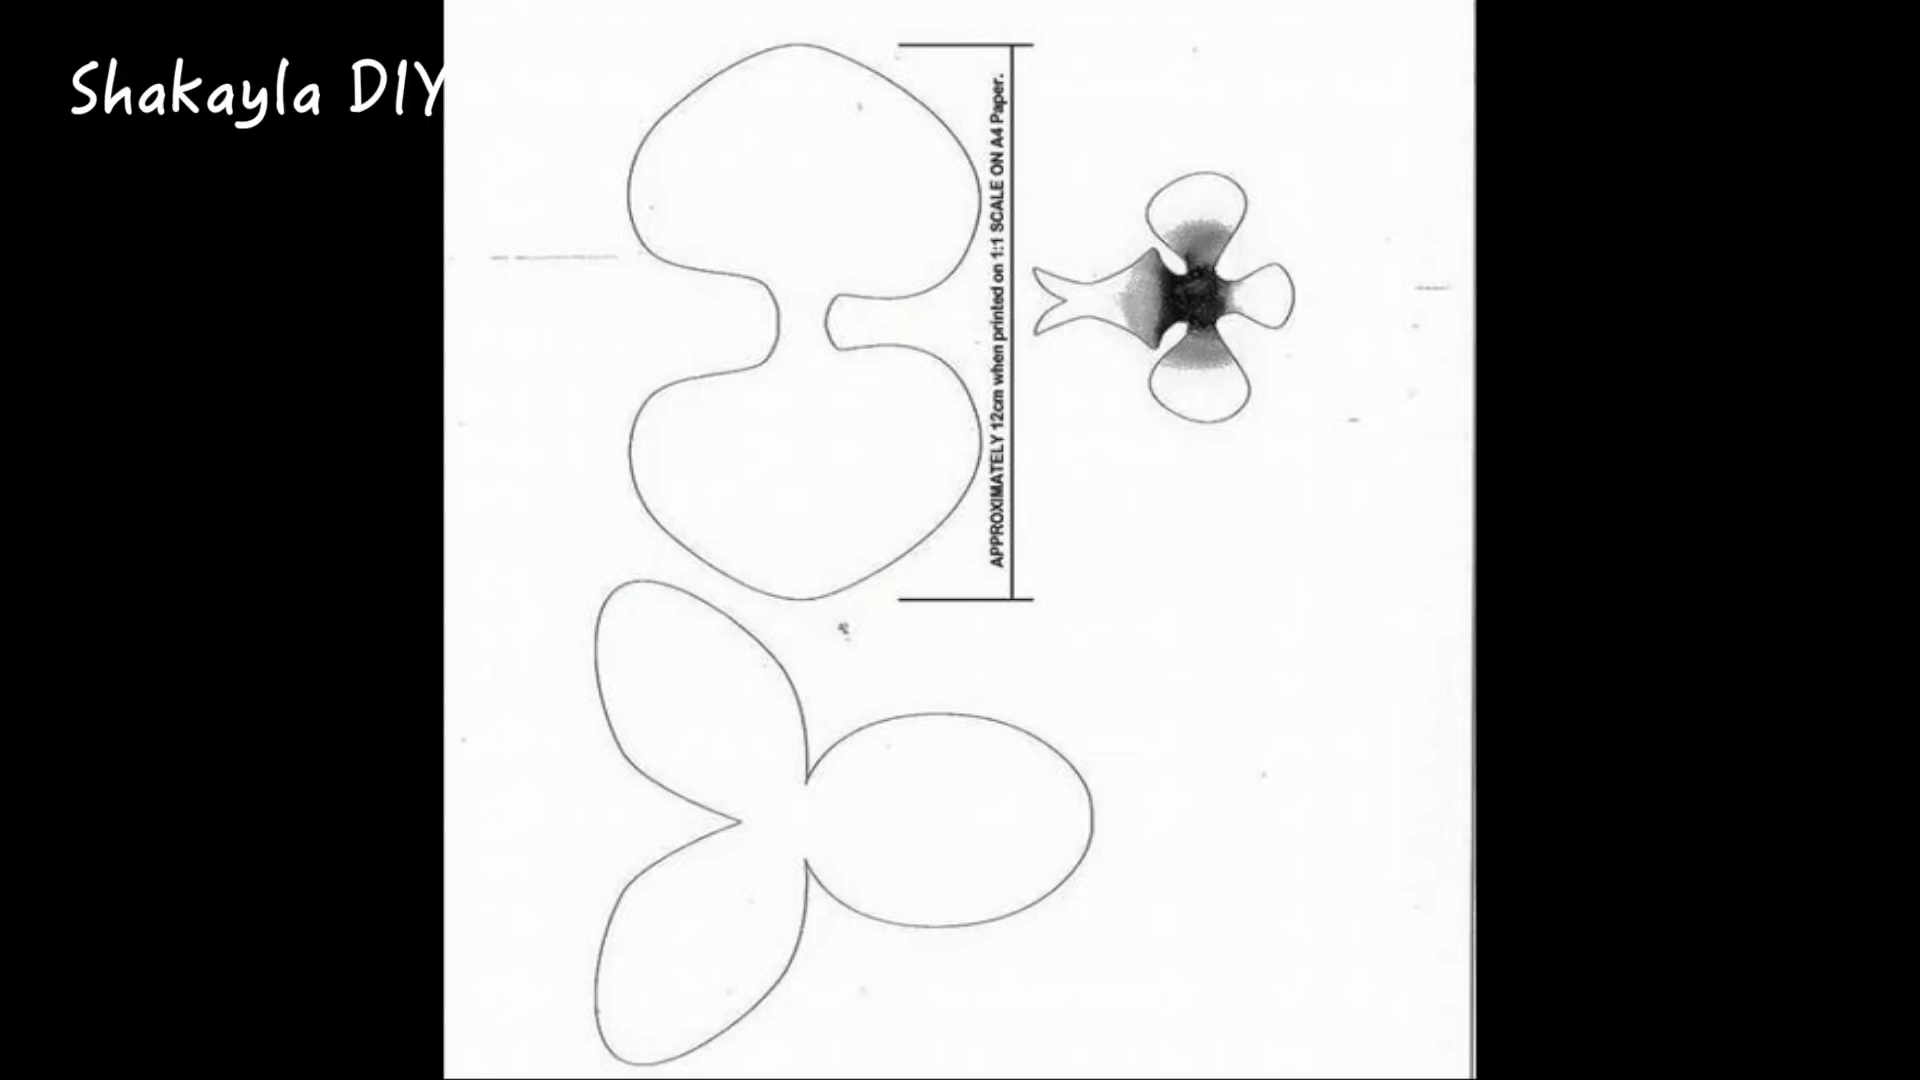 Shakayla DIY
APPROXIMATELY 12cm when printed on 1:1 SCALE ON A4 Paper.